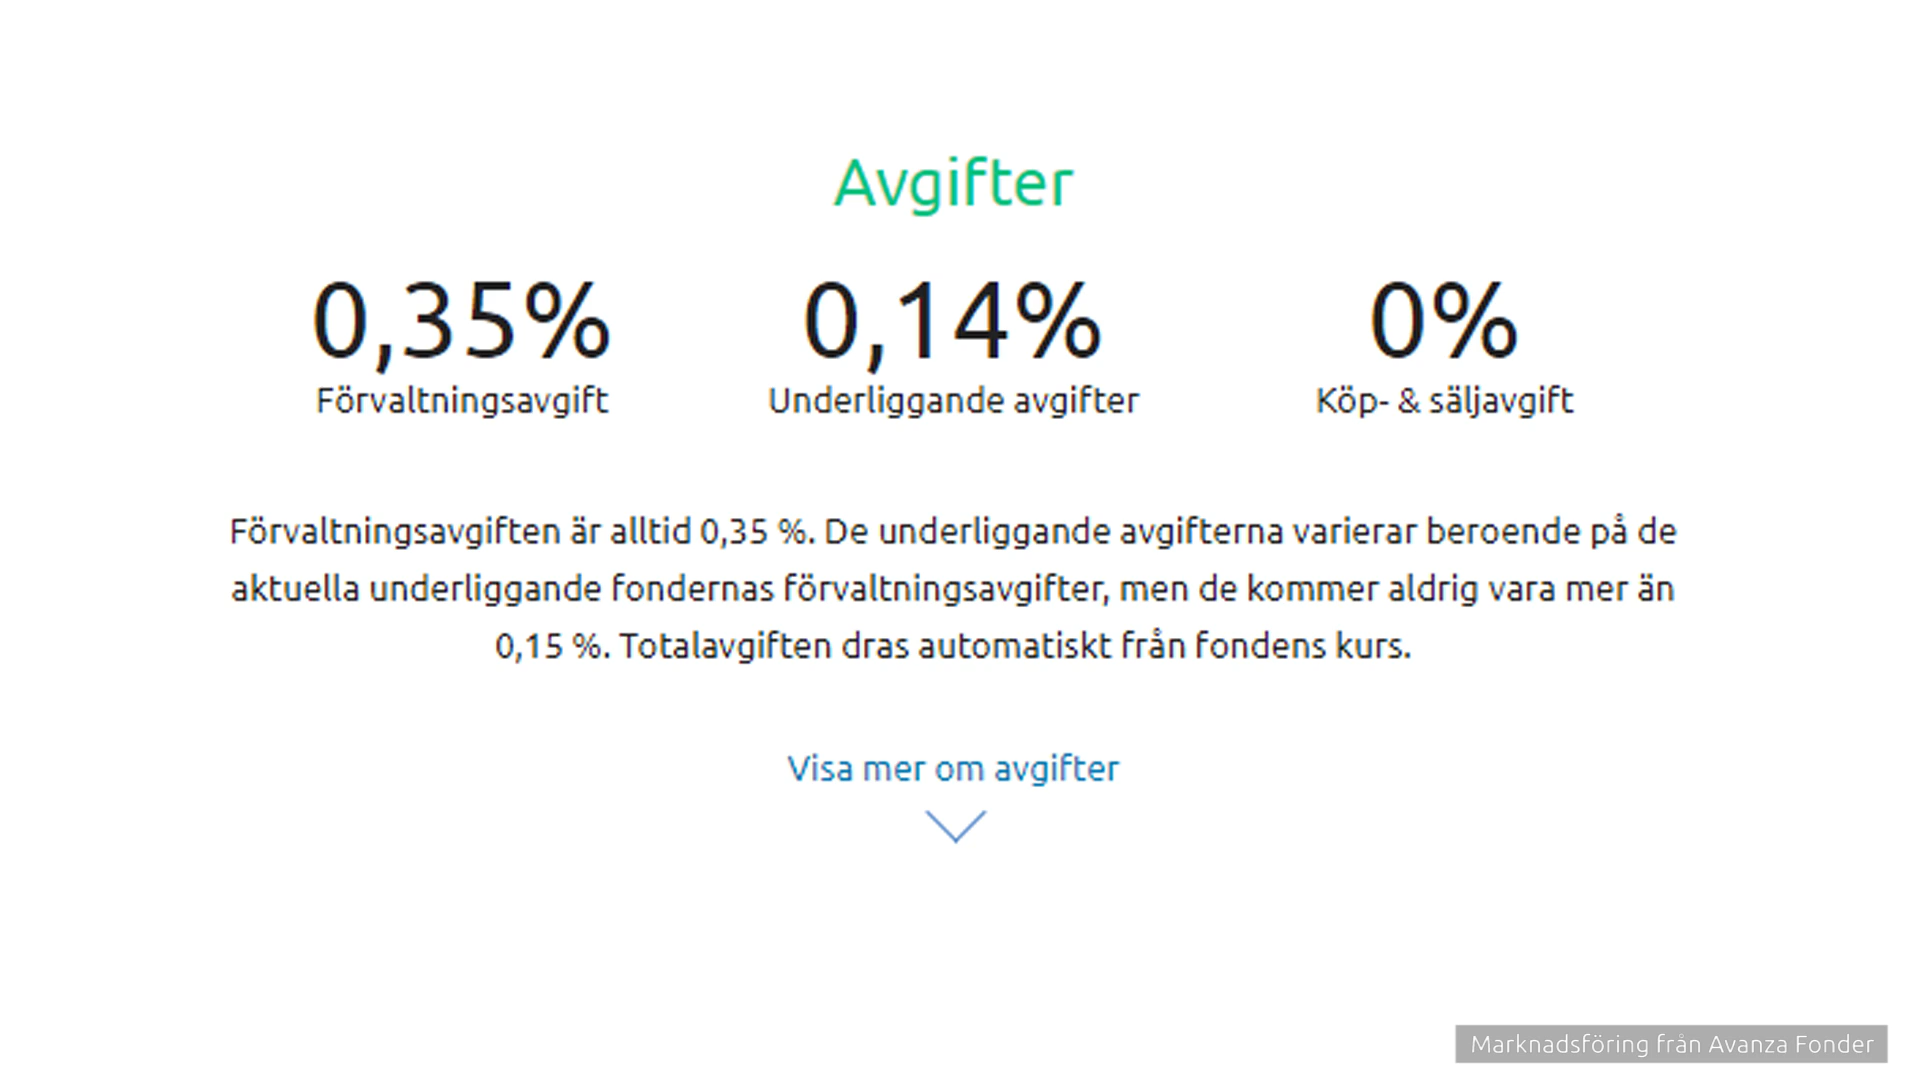 Avgifter
0,35% 0,14% 0%
Förvaltningsavgift Underliggande avgifter Köp- & säljavgift
Förvaltningsavgiften är alltid 0,35 %. De underliggande avgifterna varierar beroende på de
aktuella underliggande fondernas förvaltningsavgifter, men de kommer aldrig vara mer än
0,15 %. Totalavgiften dras automatiskt från fondens kurs.
Visa mer om avgifter
Marknadsföring från Avanza Fonder